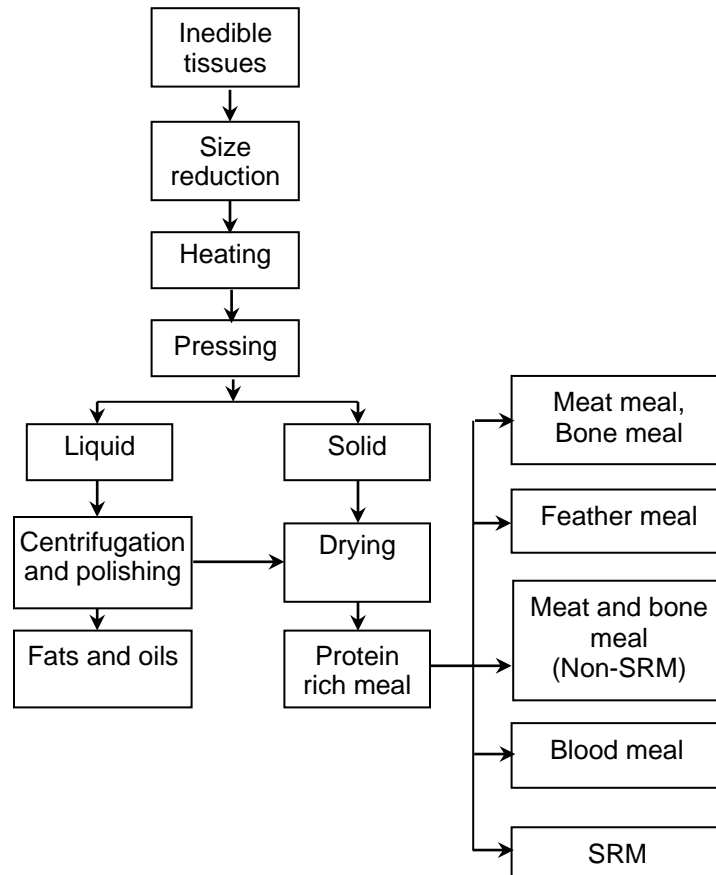 Inedible
tissues
Size
reduction
Heating
Pressing
Liquid
Solid
Centrifugation
and polishing
Drying
Fats and oils
Protein
rich meal
Meat meal,
Bone meal
Feather meal
Meat and bone
meal
(Non-SRM)
Blood meal
SRM